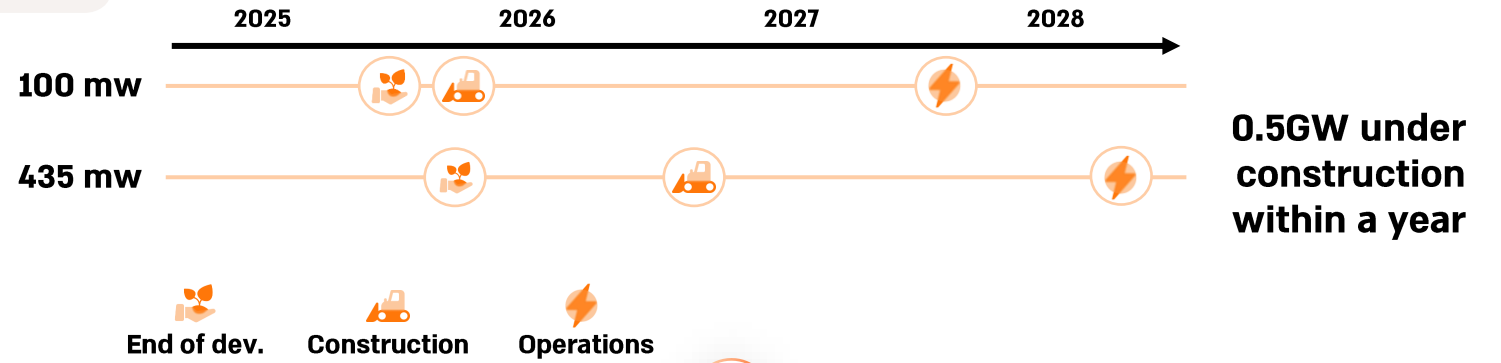 2025 2026 2027 2028
100 mw
435 mw
0.5GW under
construction
within a year
End of dev. Construction Operations